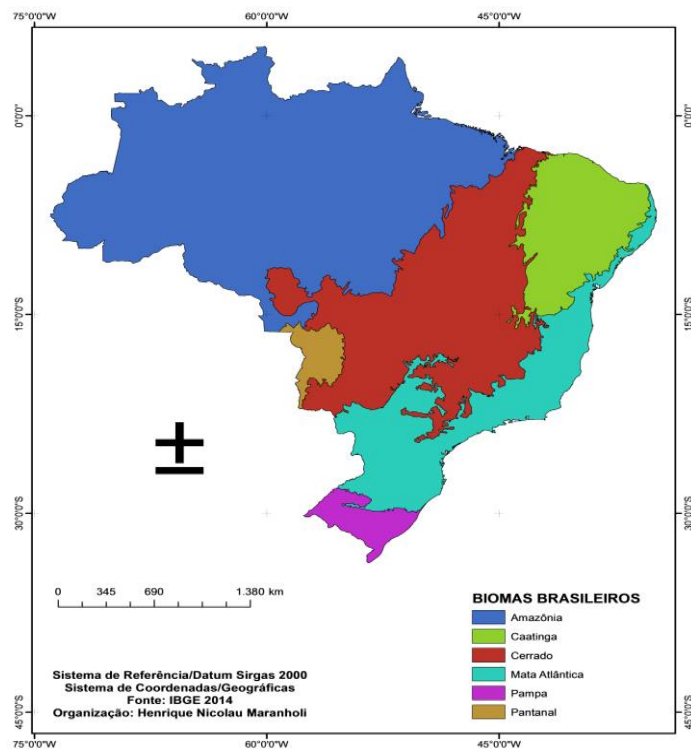 75°0'0"W 60°0'0"W 45°0'0"W
0°0'0" 0°0'0"
15°0'0"S 15°0'0"S
30°0'0"S 30°0'0"S
0 345 690 1.380 km
BIOMAS BRASILEIROS
Amazônia
Caatinga
Cerrado
Mata Atlântica
Pampa
Pantanal
Sistema de Referência/Datum Sirgas 2000
Sistema de Coordenadas/Geográficas
Fonte: IBGE 2014
Organização: Henrique Nicolau Maranholi
45°0'0"S 45°0'0"S
75°0'0"W 60°0'0"W 45°0'0"W